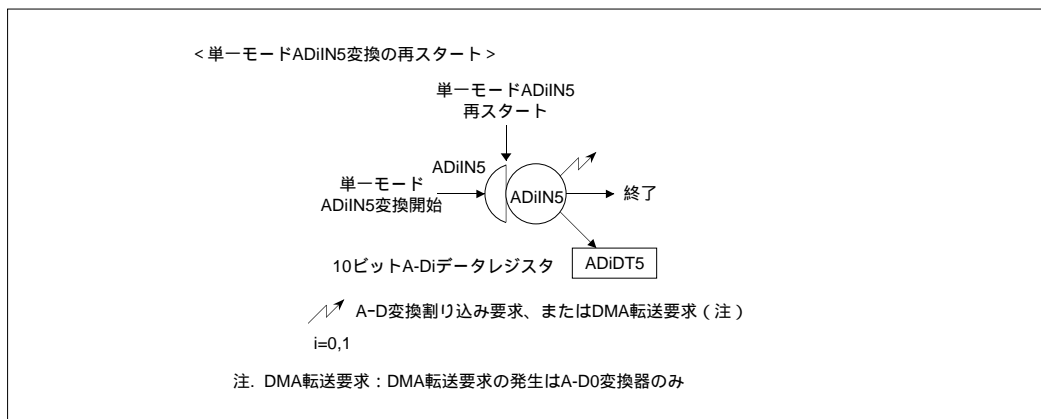 <単一モードADiIN5変換の再スタート>
単一モードADiIN5
再スタート
ADiIN5
単一モード
ADiIN5変換開始
ADiIN5
終了
10ビットA-Diデータレジスタ
ADiDT5
A-D変換割り込み要求、またはDMA転送要求(注)
i=0,1
注. DMA転送要求:DMA転送要求の発生はA-D0変換器のみ